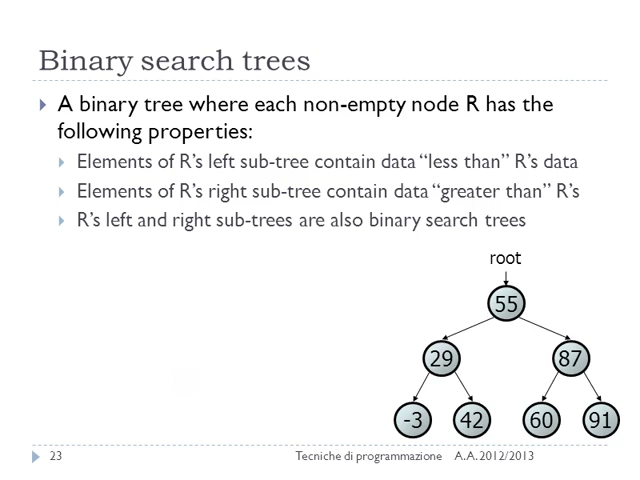 Binary search trees
A binary tree where each non-empty node R has the
following properties:
Elements of R's left sub-tree contain data “less than” R's data
Elements of R's right sub-tree contain data “greater than” R's
R's left and right sub-trees are also binary search trees
root
55
29 87
-3 42 60 91
23 Tecniche di programmazione A.A. 2012/2013